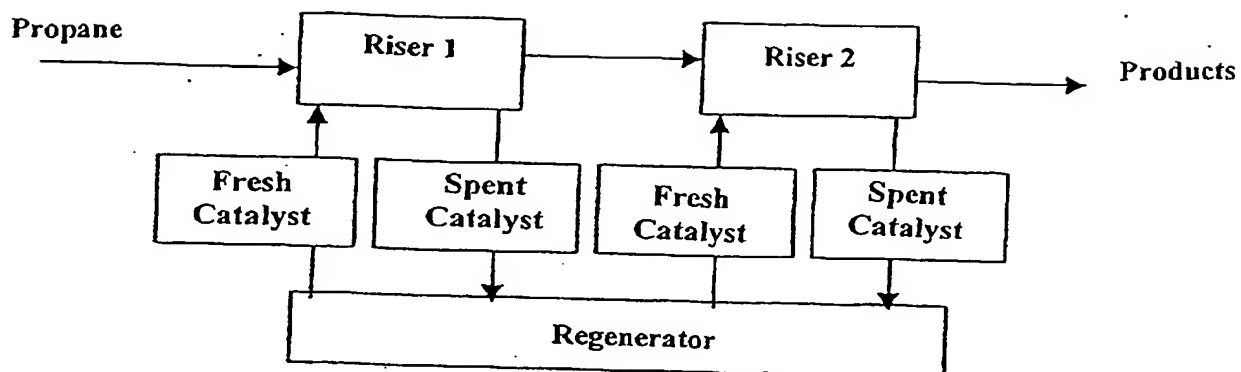 Propane
Riser 1
Riser 2
Products
Fresh
Catalyst
Spent
Catalyst
Fresh
Catalyst
Spent
Catalyst
Regenerator